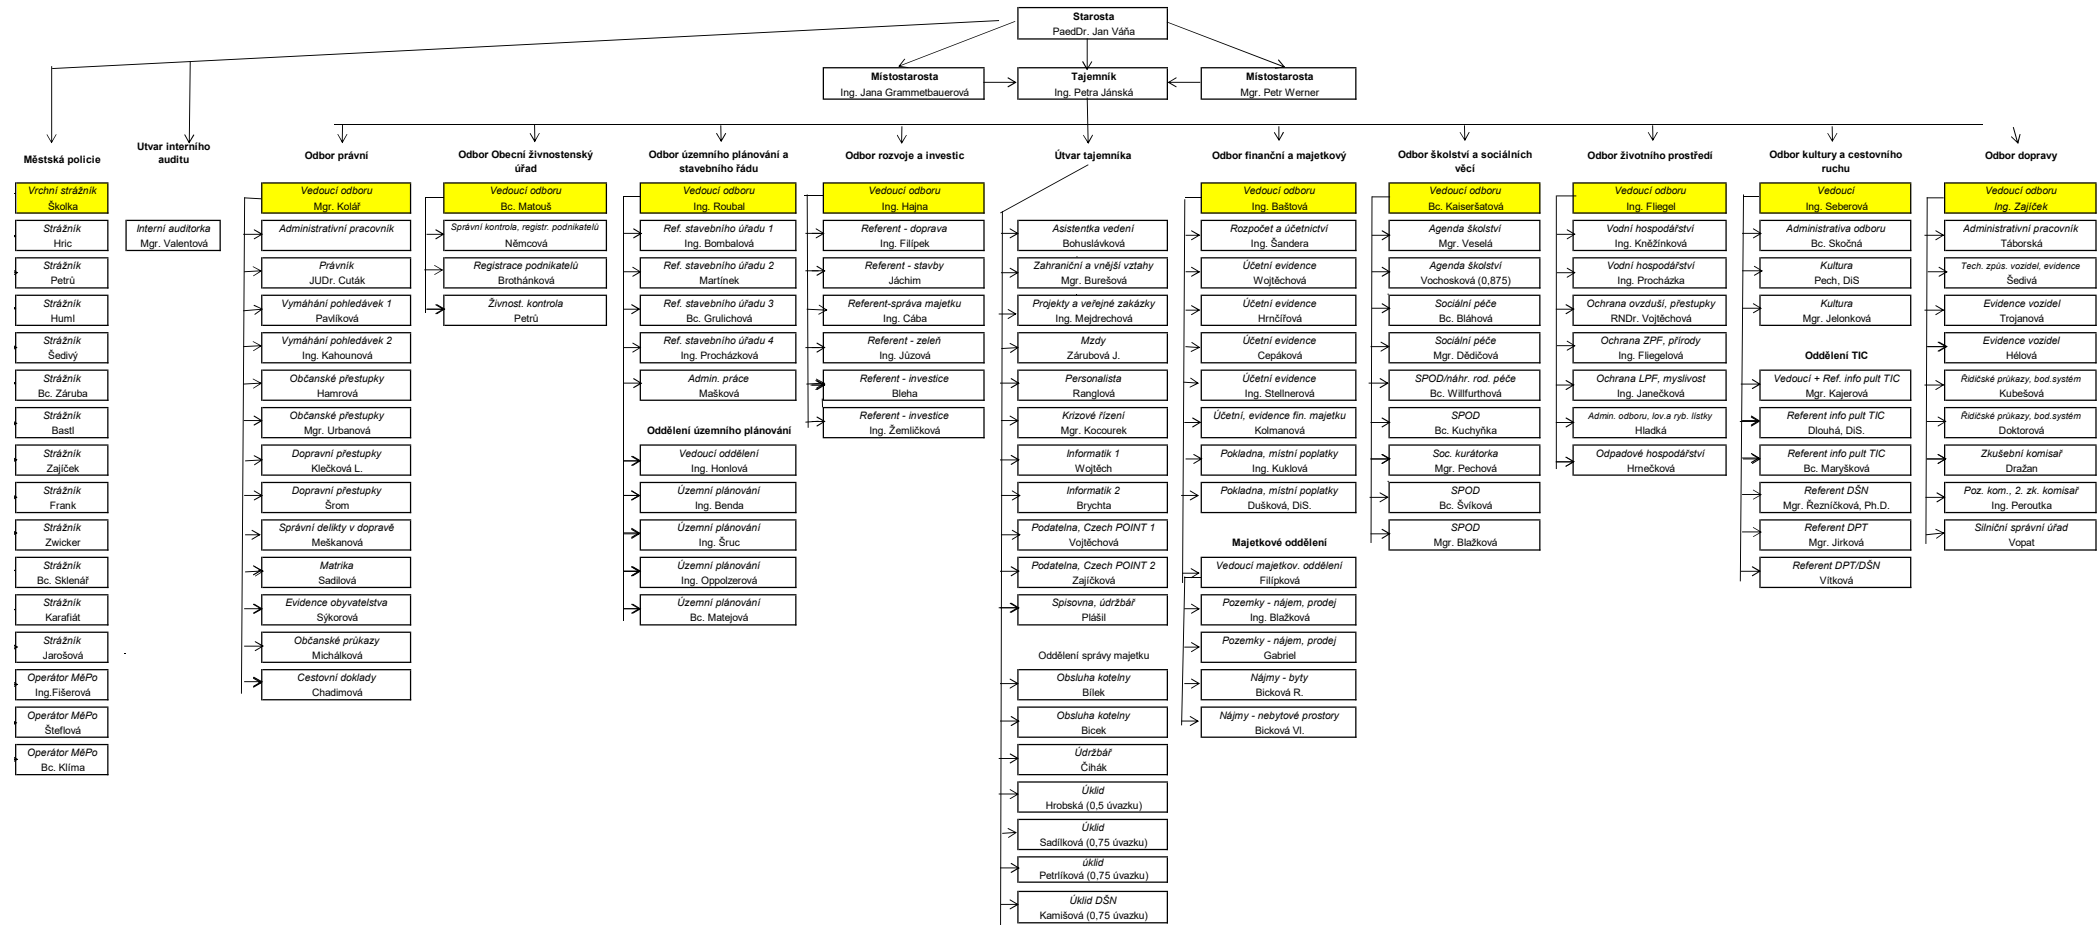 Starosta
PaedDr. Jan Váňa
Místostarosta
Ing. Jana Grammetbauerová
Tajemník
Ing. Petra Jánská
Místostarosta
Mgr. Petr Werner
Městská policie
Vrchní strážník
Školka
Strážník
Hric
Strážník
Petrů
Strážník
Huml
Strážník
Šedivý
Strážník
Bc. Záruba
Strážník
Bastl
Strážník
Zajíček
Strážník
Frank
Strážník
Zwicker
Strážník
Bc. Sklenář
Strážník
Karafiát
Strážník
Jarošová
Operátor MěPo
Ing.Fišerová
Operátor MěPo
Šteflová
Operátor MěPo
Bc. Klíma
Utvar interního
auditu
Interní auditorka
Mgr. Valentová
Odbor právní
Vedoucí odboru
Mgr. Kolář
Administrativní pracovník
Právník
JUDr. Cuták
Vymáhání pohledávek 1
Pavlíková
Vymáhání pohledávek 2
Ing. Kahounová
Občanské přestupky
Hamrová
Občanské přestupky
Mgr. Urbanová
Dopravní přestupky
Klečková L.
Dopravní přestupky
Šrom
Správní delikty v dopravě
Meškanová
Matrika
Sadilová
Evidence obyvatelstva
Sýkorová
Občanské průkazy
Michálková
Cestovní doklady
Chadimová
Odbor Obecní živnostenský
úřad
Vedoucí odboru
Bc. Matouš
Správní kontrola, registr. podnikatelů
Němcová
Registrace podnikatelů
Brothánková
Živnost. kontrola
Petrů
Odbor územního plánování a
stavebního řádu
Vedoucí odboru
Ing. Roubal
Ref. stavebního úřadu 1
Ing. Bombalová
Ref. stavebního úřadu 2
Martínek
Ref. stavebního úřadu 3
Bc. Grulichová
Ref. stavebního úřadu 4
Ing. Procházková
Admin. práce
Mašková
Oddělení územního plánování
Vedoucí oddělení
Ing. Honlová
Územní plánování
Ing. Benda
Územní plánování
Ing. Šruc
Územní plánování
Ing. Oppolzerová
Územní plánování
Bc. Matejová
Odbor rozvoje a investic
Vedoucí odboru
Ing. Hajna
Referent - doprava
Ing. Filípek
Referent - stavby
Jáchim
Referent-správa majetku
Ing. Cába
Referent - zeleň
Ing. Jůzová
Referent - investice
Bleha
Referent - investice
Ing. Žemličková
Útvar tajemníka
Asistentka vedení
Bohuslávková
Zahraniční a vnější vztahy
Mgr. Burešová
Projekty a veřejné zakázky
Ing. Mejdrechová
Mzdy
Zárubová J.
Personalista
Ranglová
Krizové řízení
Mgr. Kocourek
Informatik 1
Wojtěch
Informatik 2
Brychta
Podatelna, Czech POINT 1
Vojtěchová
Podatelna, Czech POINT 2
Zajíčková
Spisovna, údržbář
Plášil
Oddělení správy majetku
Obsluha kotelny
Bílek
Obsluha kotelny
Bicek
Údržbář
Čihák
Úklid
Hrobská (0,5 úvazku)
Úklid
Sadílková (0,75 úvazku)
úklid
Petrlíková (0,75 úvazku)
Úklid DŠN
Kamišová (0,75 úvazku)
Odbor finanční a majetkový
Vedoucí odboru
Ing. Baštová
Rozpočet a účetnictví
Ing. Šandera
Účetní evidence
Wojtěchová
Účetní evidence
Hrnčířová
Účetní evidence
Cepáková
Účetní evidence
Ing. Stellnerová
Účetní, evidence fin. majetku
Kolmanová
Pokladna, místní poplatky
Ing. Kuklová
Pokladna, místní poplatky
Dušková, DiS.
Majetkové oddělení
Vedoucí majetkov. oddělení
Filípková
Pozemky - nájem, prodej
Ing. Blažková
Pozemky - nájem, prodej
Gabriel
Nájmy - byty
Bicková R.
Nájmy - nebytové prostory
Bicková Vl.
Odbor školství a sociálních
věcí
Vedoucí odboru
Bc. Kaiseršatová
Agenda školství
Mgr. Veselá
Agenda školství
Vochosková (0,875)
Sociální péče
Bc. Bláhová
Sociální péče
Mgr. Dědičová
SPOD/náhr. rod. péče
Bc. Willfurthová
SPOD
Bc. Kuchyňka
Soc. kurátorka
Mgr. Pechová
SPOD
Bc. Švíková
SPOD
Mgr. Blažková
Odbor životního prostředí
Vedoucí odboru
Ing. Fliegel
Vodní hospodářství
Ing. Kněžínková
Vodní hospodářství
Ing. Procházka
Ochrana ovzduší, přestupky
RNDr. Vojtěchová
Ochrana ZPF, přírody
Ing. Fliegelová
Ochrana LPF, myslivost
Ing. Janečková
Admin. odboru, lov.a ryb. lístky
Hladká
Odpadové hospodářství
Hrnečková
Odbor kultury a cestovního
ruchu
Vedoucí
Ing. Seberová
Administrativa odboru
Bc. Skočná
Kultura
Pech, DiS
Kultura
Mgr. Jelonková
Oddělení TIC
Vedoucí + Ref. info pult TIC
Mgr. Kajerová
Referent info pult TIC
Dlouhá, DiS.
Referent info pult TIC
Bc. Maryšková
Referent DŠN
Mgr. Řezníčková, Ph.D.
Referent DPT
Mgr. Jirková
Referent DPT/DŠN
Vítková
Odbor dopravy
Vedoucí odboru
Ing. Zajíček
Administrativní pracovník
Táborská
Tech. způs. vozidel, evidence
Šedivá
Evidence vozidel
Trojanová
Evidence vozidel
Hélová
Řidičské průkazy, bod.systém
Kubešová
Řidičské průkazy, bod.systém
Doktorová
Zkušební komisař
Dražan
Poz. kom., 2. zk. komisař
Ing. Peroutka
Silniční správní úřad
Vopat